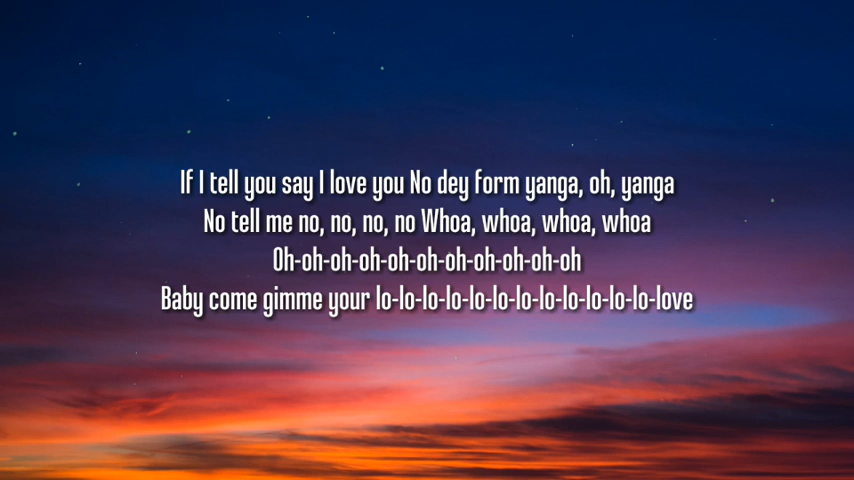 If I tell you say I love you No dey form yanga, oh, yanga
No tell me no, no, no, no Whoa, whoa, whoa, whoa
Oh-oh-oh-oh-oh-oh-oh-oh-oh-oh-oh
Baby come gimme your lo-lo-lo-lo-lo-lo-lo-lo-lo-lo-lo-lo-love